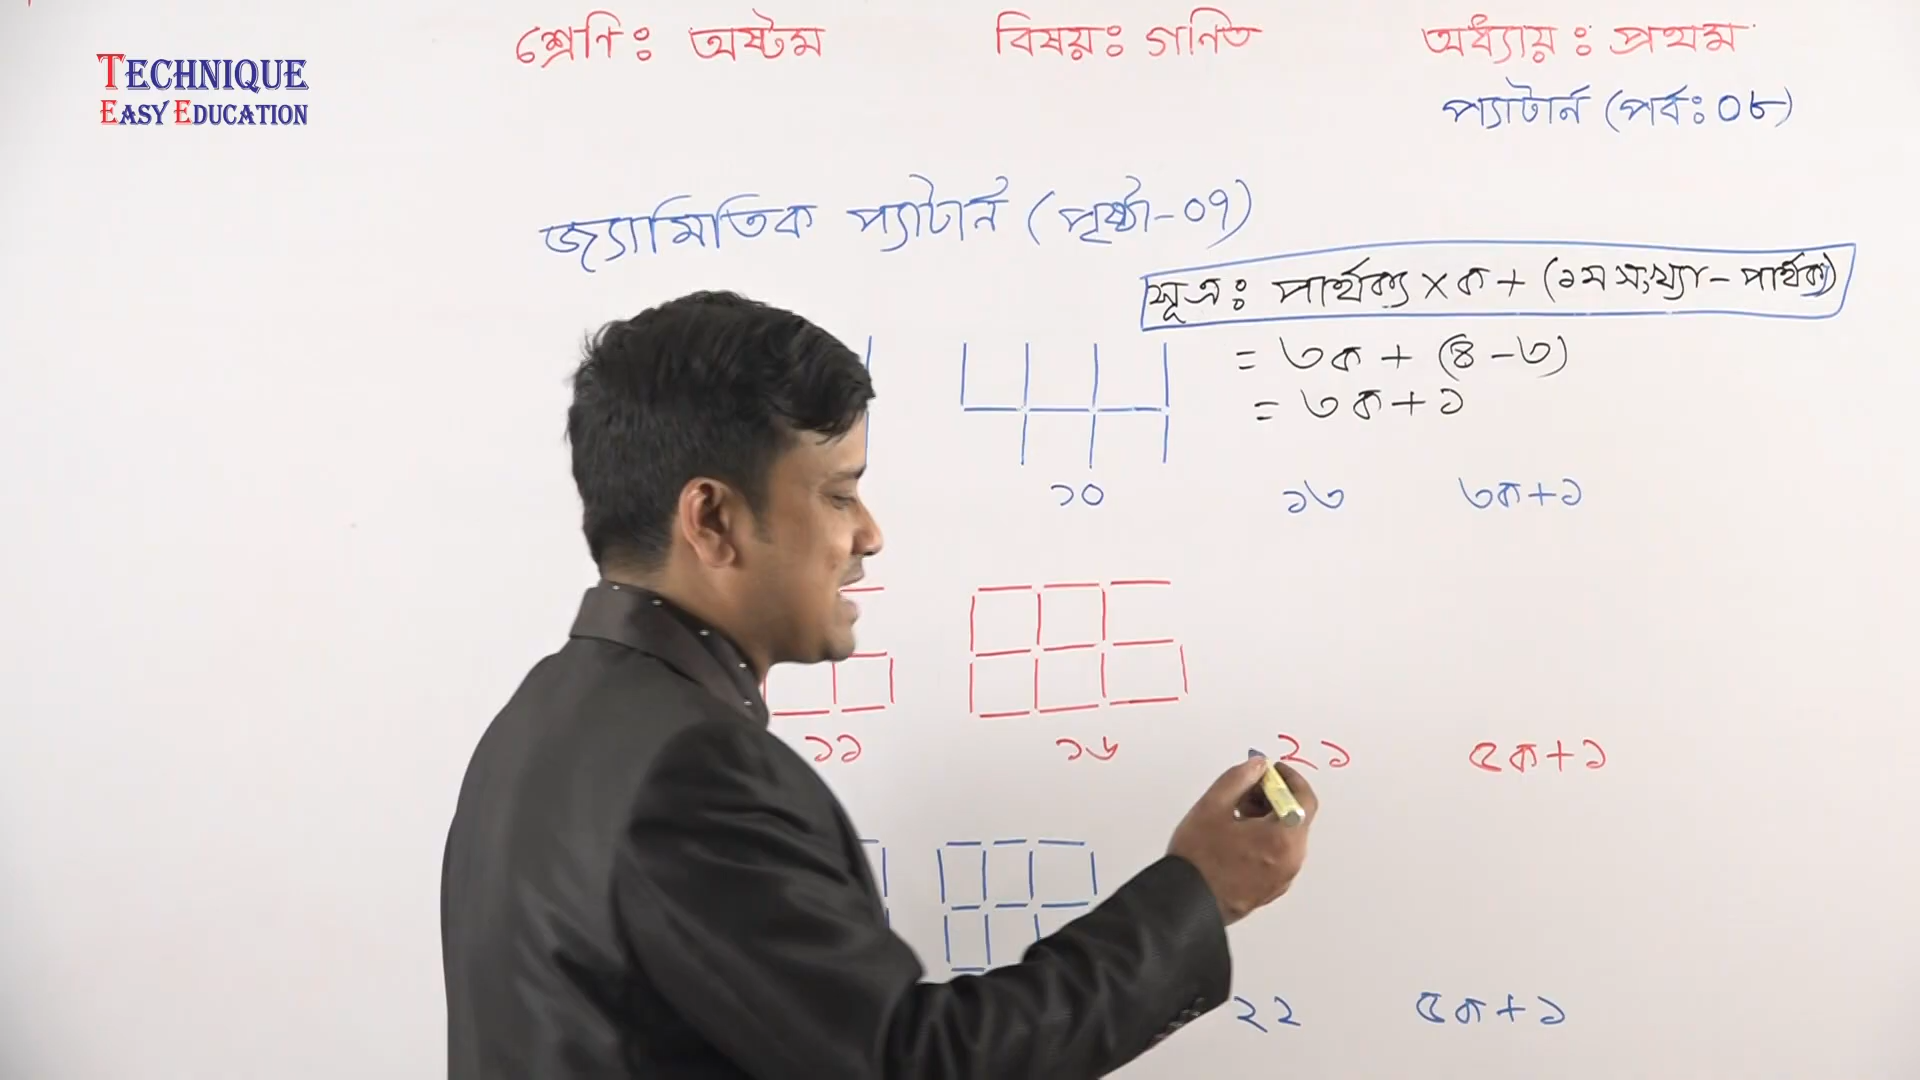 TECHNIQUE
EASY EDUCATION
শ্রেণি: অষ্টম
বিষয়: গণিত
অধ্যায়: প্রথম
প্যাটার্ন (পর্ব: ০৮)
জ্যামিতিক প্যাটার্ন (পৃষ্ঠা-০৭)
সূত্র: পার্থক্য × ক + (১ম সংখ্যা - পার্থক্য)
= ৩ক + (৪ - ৩)
= ৩ক + ১
১০ ১৩ ৩ক+১
১১ ১৬ ২১ ৫ক+১
২২ ৫ক+১